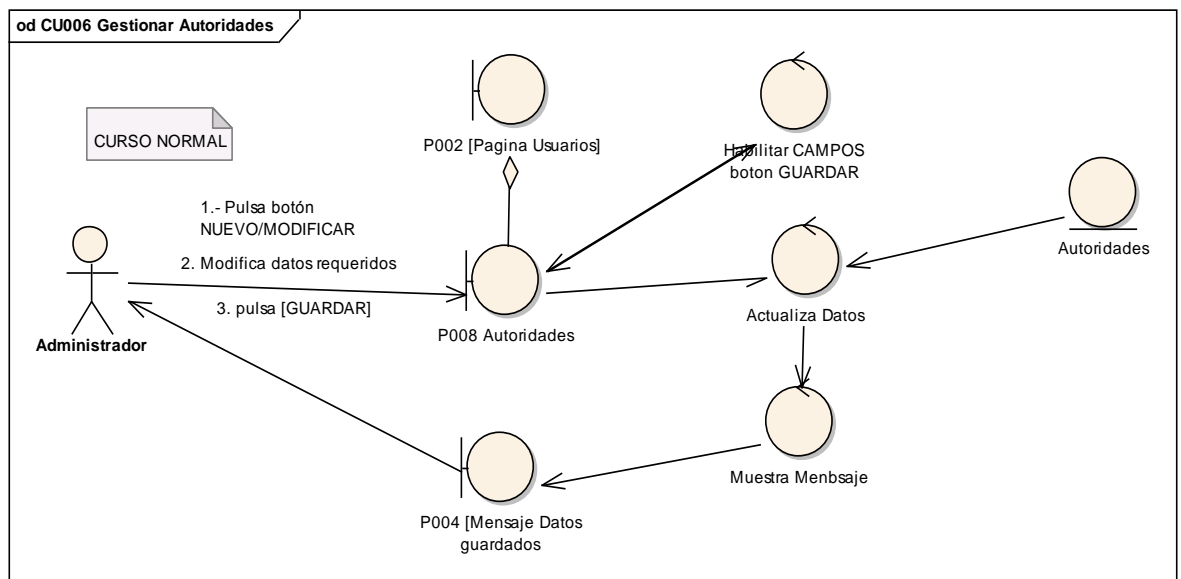 od CU006 Gestionar Autoridades
CURSO NORMAL
P002 [Pagina Usuarios]
Habilitar CAMPOS
boton GUARDAR
Autoridades
1.- Pulsa botón
NUEVO/MODIFICAR
2. Modifica datos requeridos
3. pulsa [GUARDAR]
Administrador
P008 Autoridades
Actualiza Datos
Muestra Menbsaje
P004 [Mensaje Datos
guardados